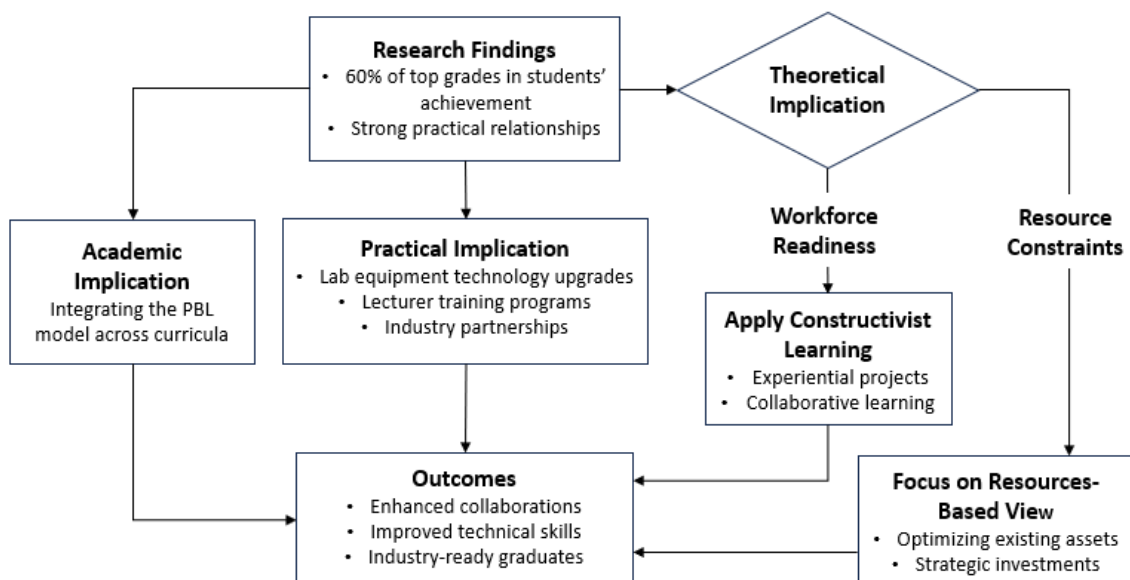 Research Findings
• 60% of top grades in students’
achievement
• Strong practical relationships
Theoretical
Implication
Academic
Implication
Integrating the PBL
model across curricula
Practical Implication
• Lab equipment technology upgrades
• Lecturer training programs
• Industry partnerships
Workforce
Readiness
Resource
Constraints
Apply Constructivist
Learning
• Experiential projects
• Collaborative learning
Outcomes
• Enhanced collaborations
• Improved technical skills
• Industry-ready graduates
Focus on Resources-
Based View
• Optimizing existing assets
• Strategic investments